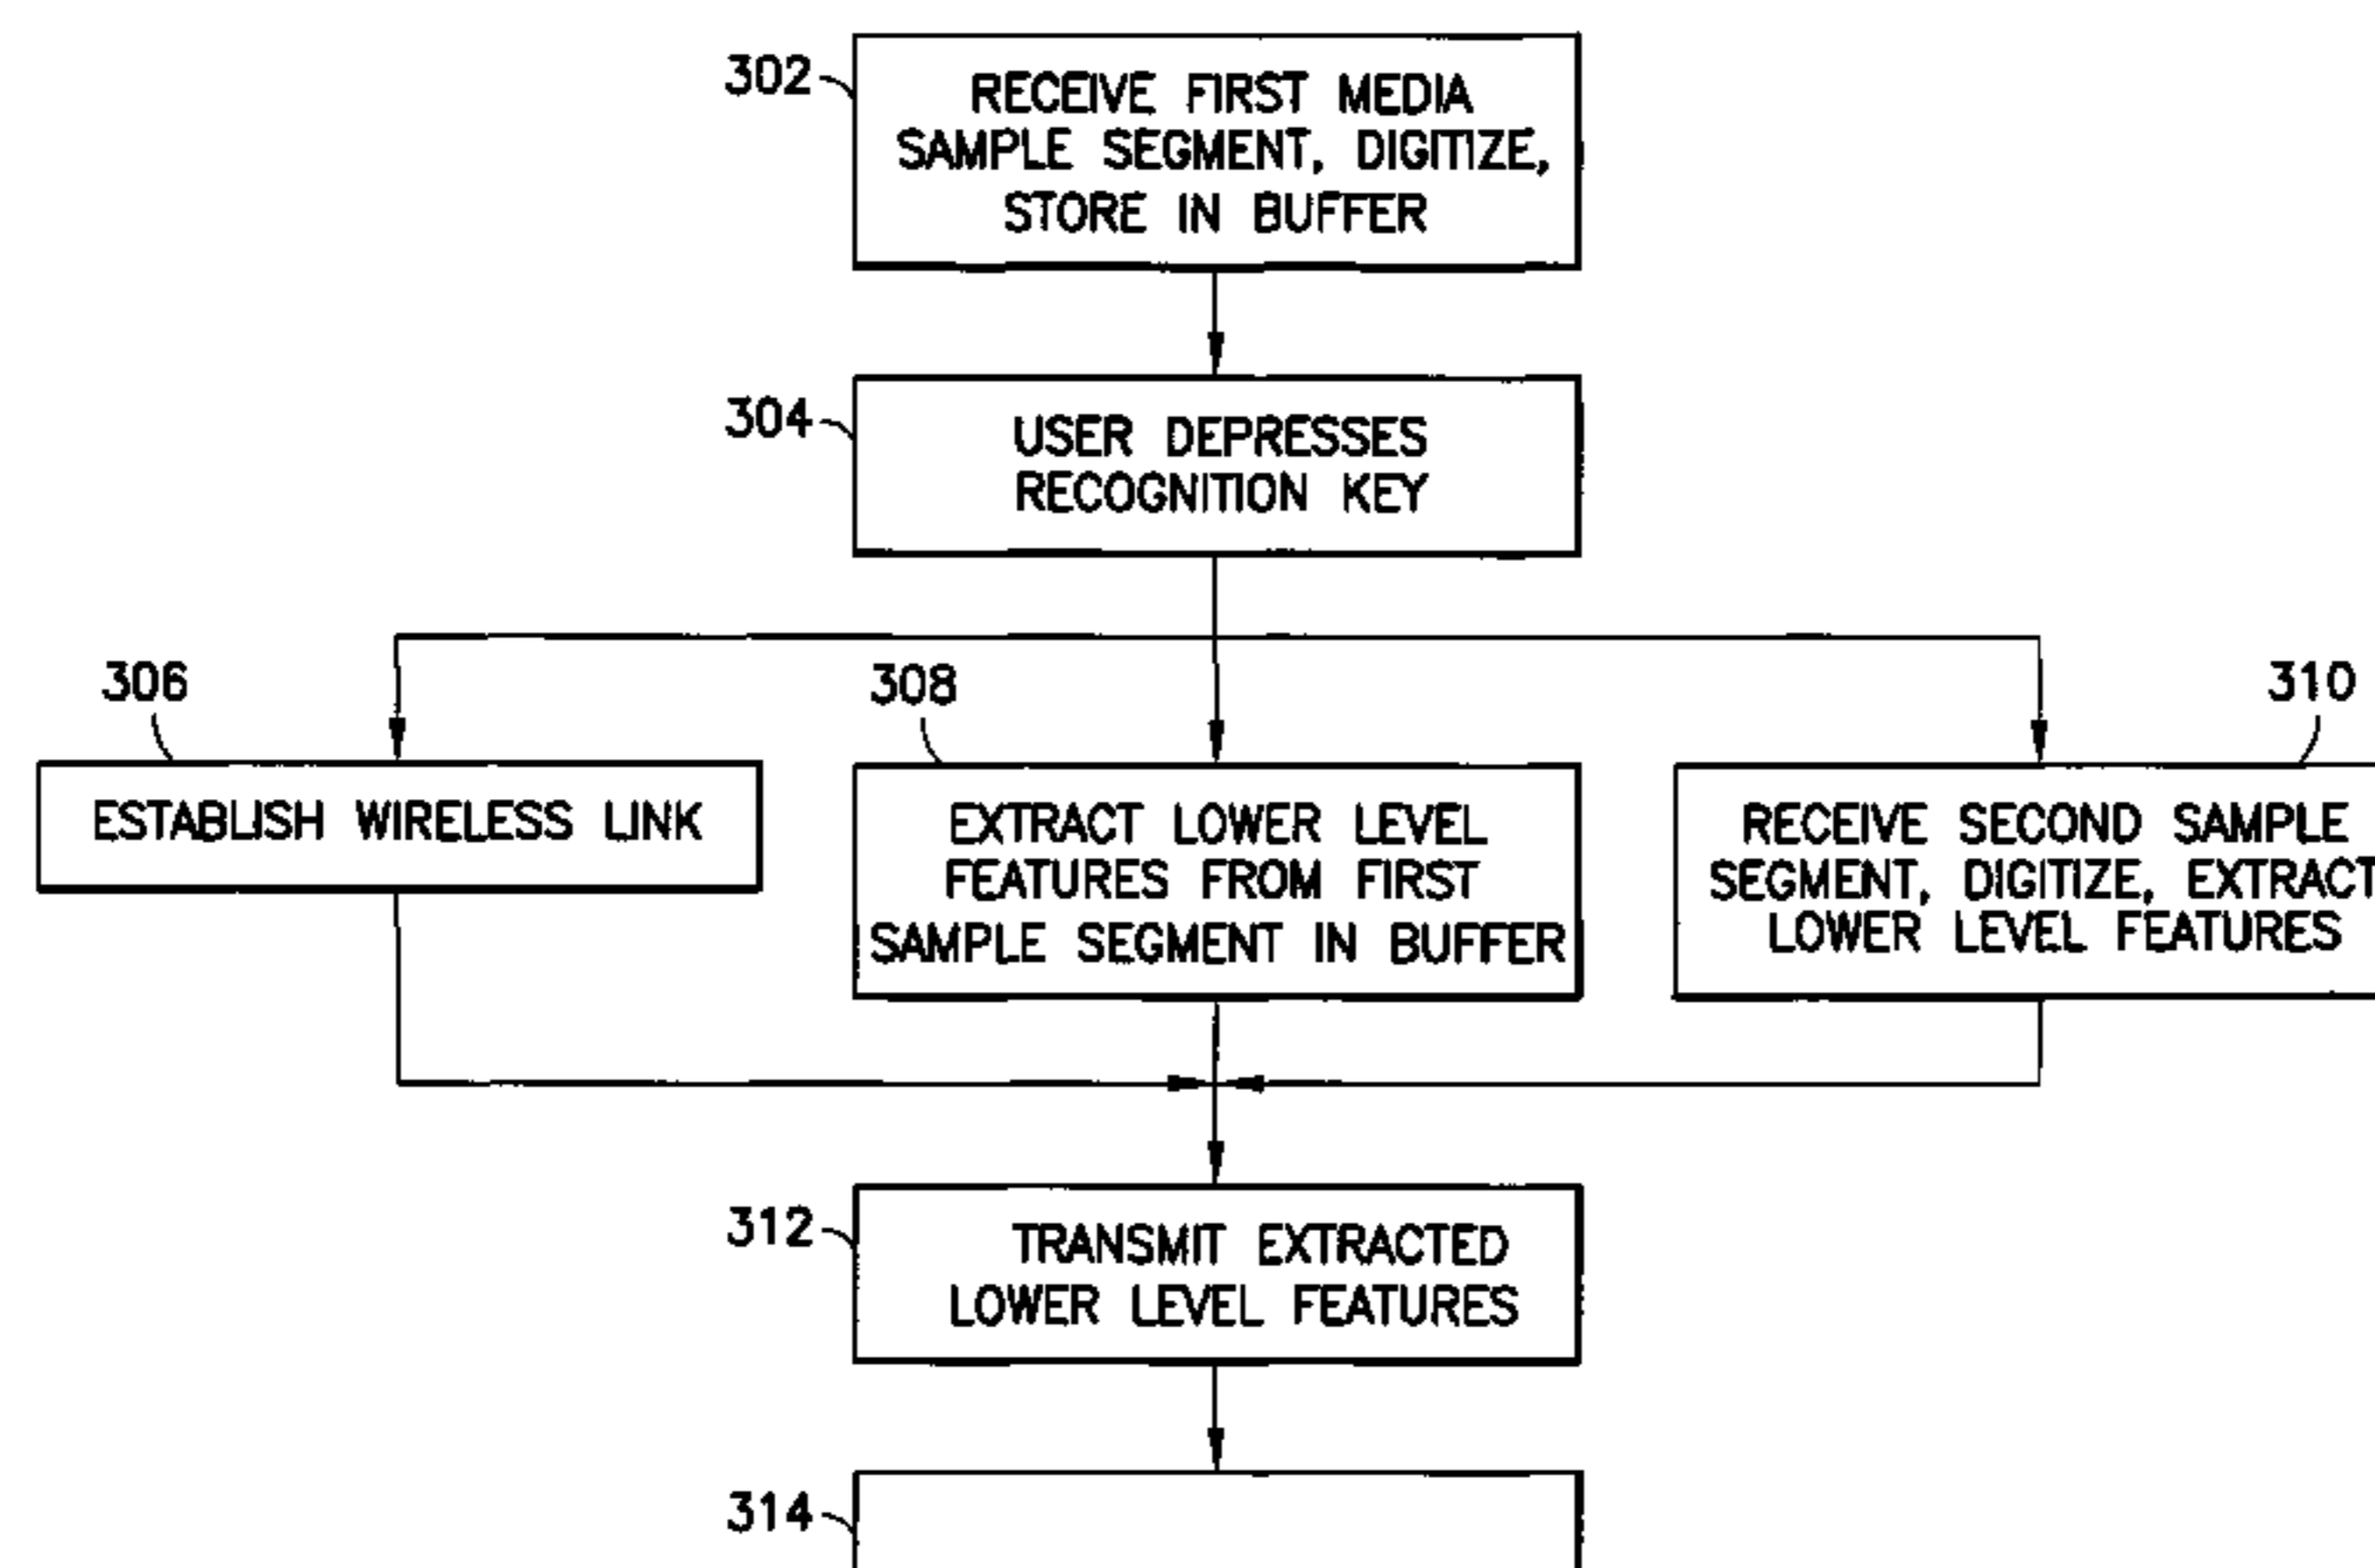 302
RECEIVE FIRST MEDIA
SAMPLE SEGMENT, DIGITIZE,
STORE IN BUFFER
304
USER DEPRESSES
RECOGNITION KEY
306
ESTABLISH WIRELESS LINK
308
EXTRACT LOWER LEVEL
FEATURES FROM FIRST
SAMPLE SEGMENT IN BUFFER
310
RECEIVE SECOND SAMPLE
SEGMENT, DIGITIZE, EXTRACT
LOWER LEVEL FEATURES
312
TRANSMIT EXTRACTED
LOWER LEVEL FEATURES
314